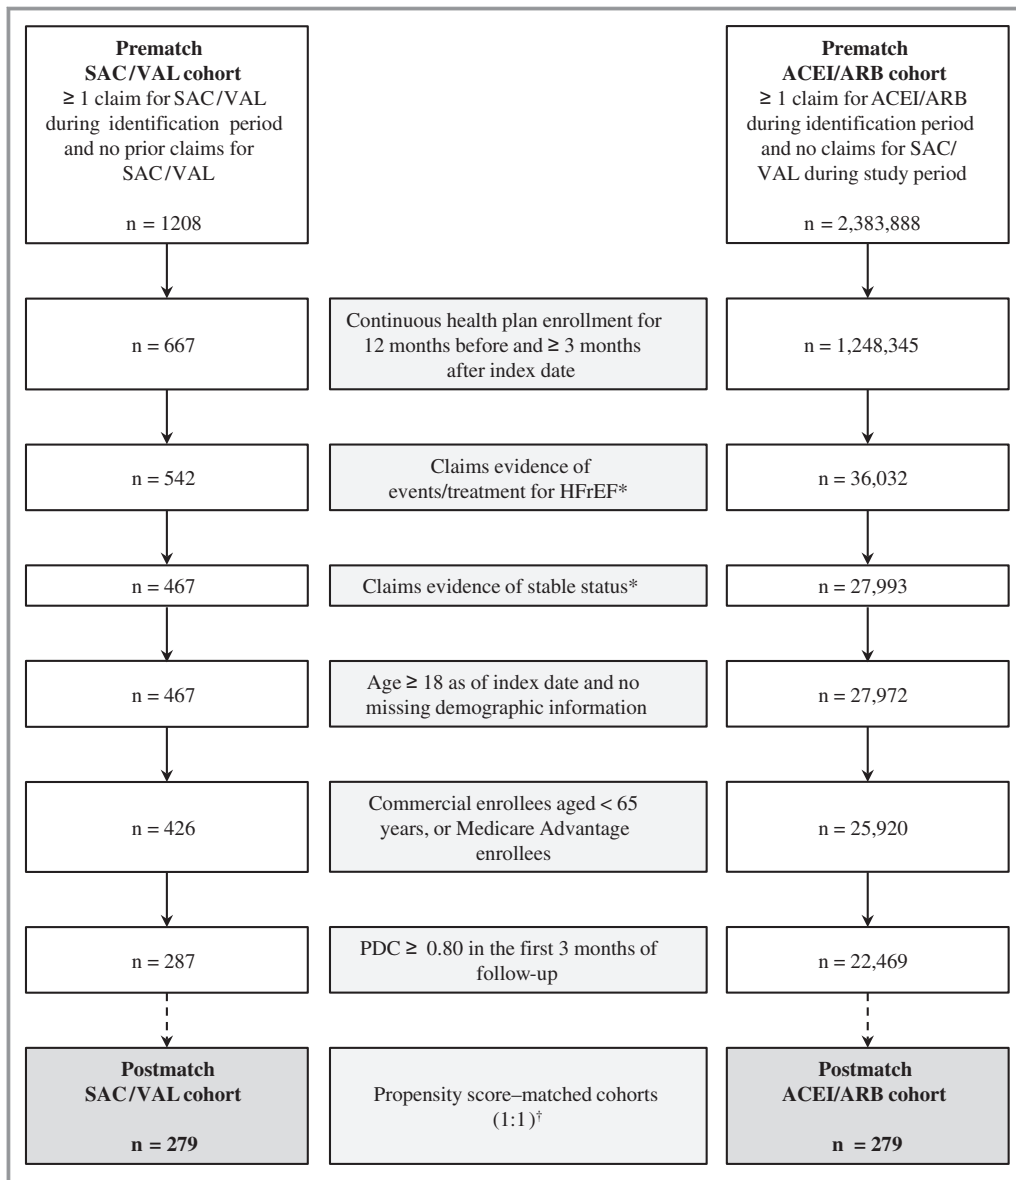 Prematch
SAC/VAL cohort
≥ 1 claim for SAC/VAL
during identification period
and no prior claims for
SAC/VAL
n = 1208
Prematch
ACEI/ARB cohort
≥ 1 claim for ACEI/ARB
during identification period
and no claims for SAC/
VAL during study period
n = 2,383,888
n = 667
Continuous health plan enrollment for
12 months before and ≥ 3 months
after index date
n = 1,248,345
n = 542
Claims evidence of
events/treatment for HFrEF*
n = 36,032
n = 467
Claims evidence of stable status*
n = 27,993
n = 467
Age ≥ 18 as of index date and no
missing demographic information
n = 27,972
n = 426
Commercial enrollees aged < 65
years, or Medicare Advantage
enrollees
n = 25,920
n = 287
PDC ≥ 0.80 in the first 3 months of
follow-up
n = 22,469
Postmatch
SAC/VAL cohort
n = 279
Propensity score–matched cohorts
(1:1)†
Postmatch
ACEI/ARB cohort
n = 279